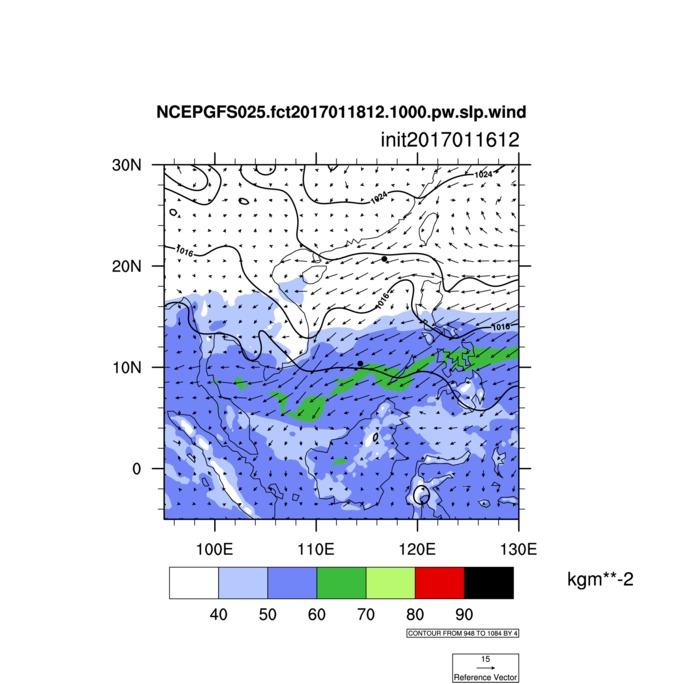 NCEPGFS025.fct2017011812.1000.pw.slp.wind
init2017011612
30N
1024
1024
1016
20N
1016
1016
10N
0
100E
110E
120E
130E
kgm**-2
40
50
60
70
80
90
CONTOUR FROM 948 TO 1084 BY 4
15
Reference Vector